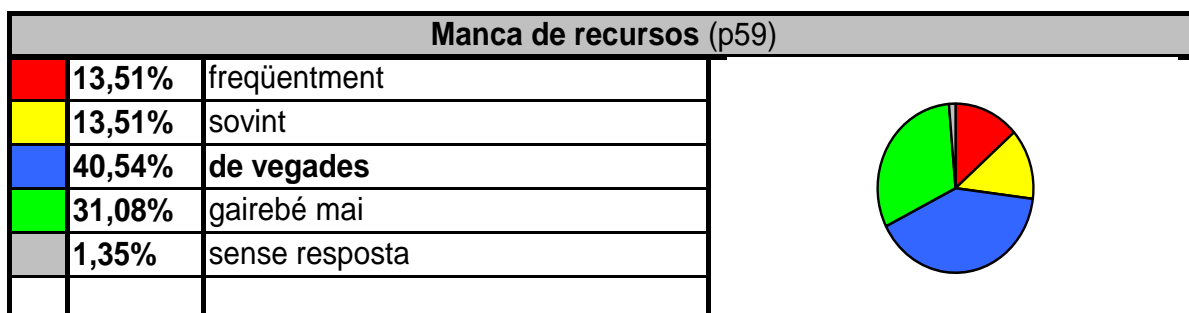 Manca de recursos (p59)
13,51% freqüentment
13,51% sovint
40,54% de vegades
31,08% gairebé mai
1,35% sense resposta